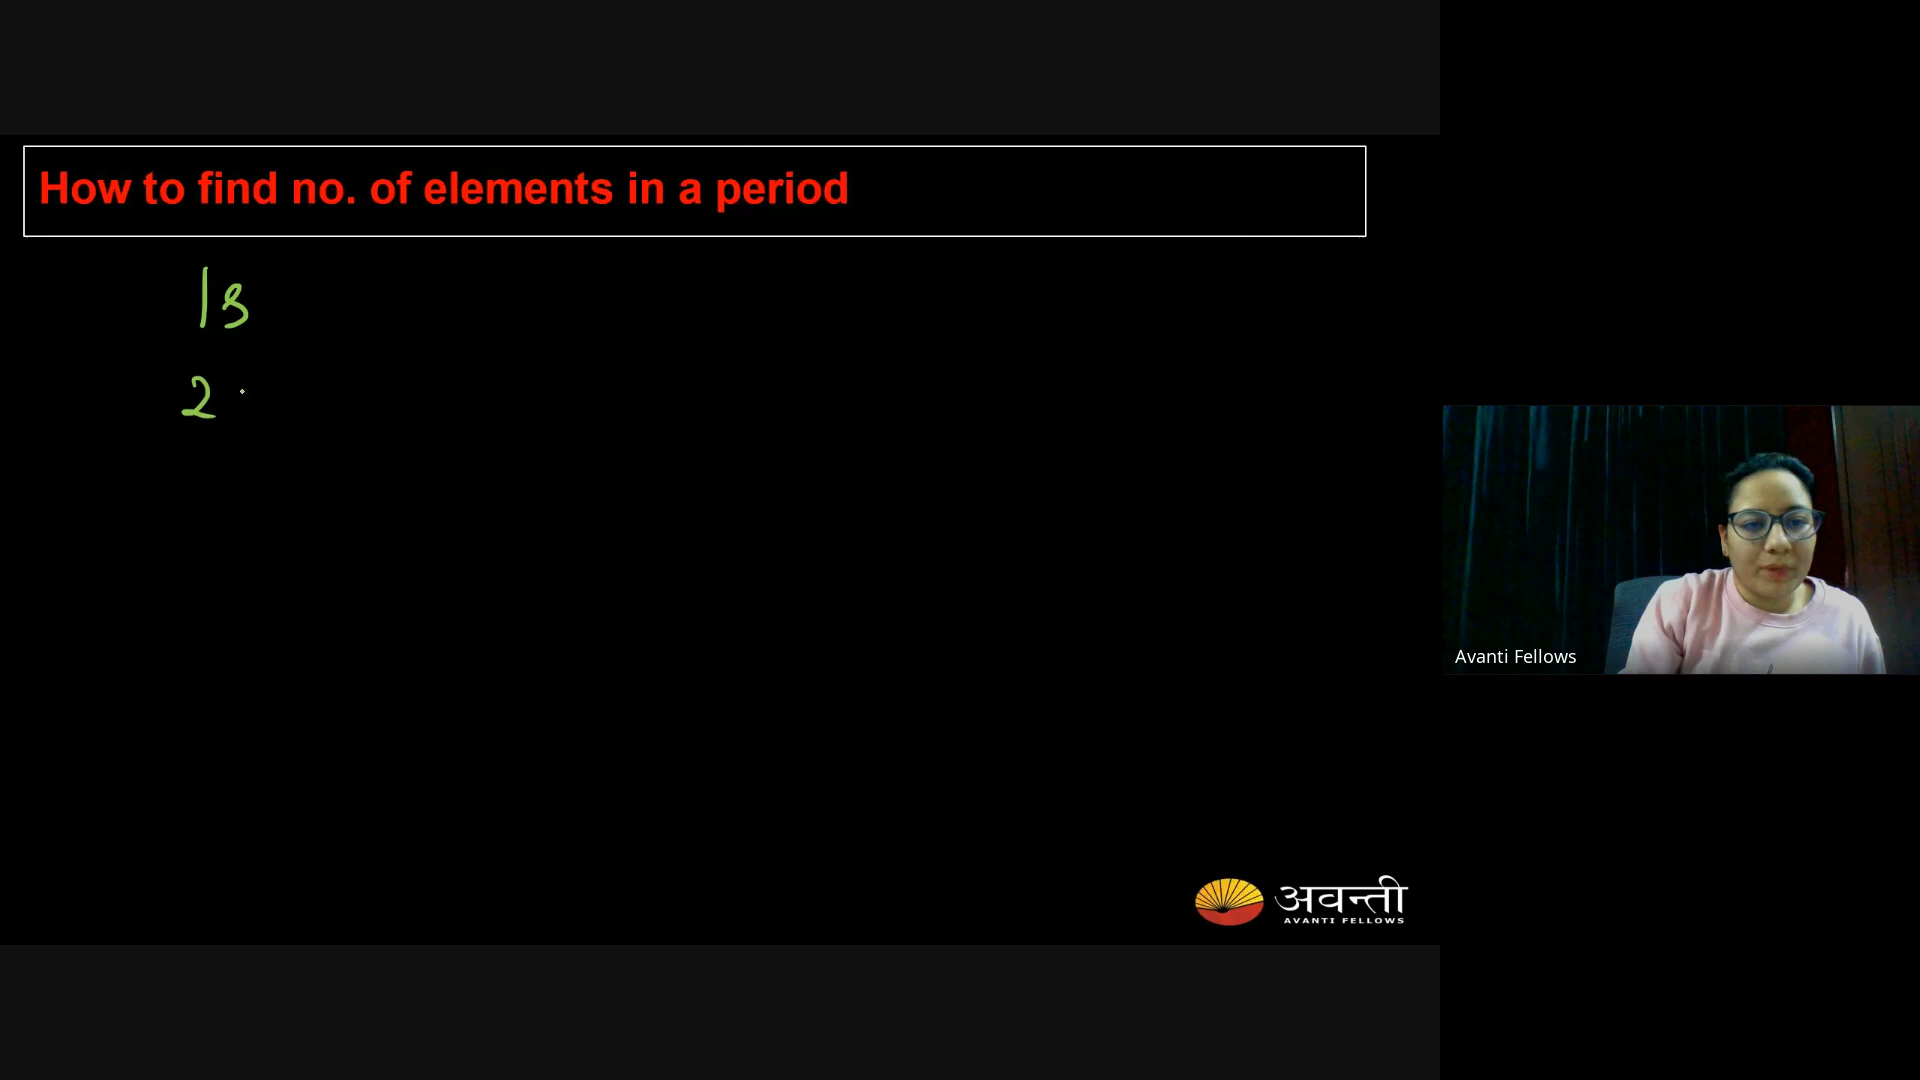 How to find no. of elements in a period
1s
2
Avanti Fellows
अवन्ती
AVANTI FELLOWS